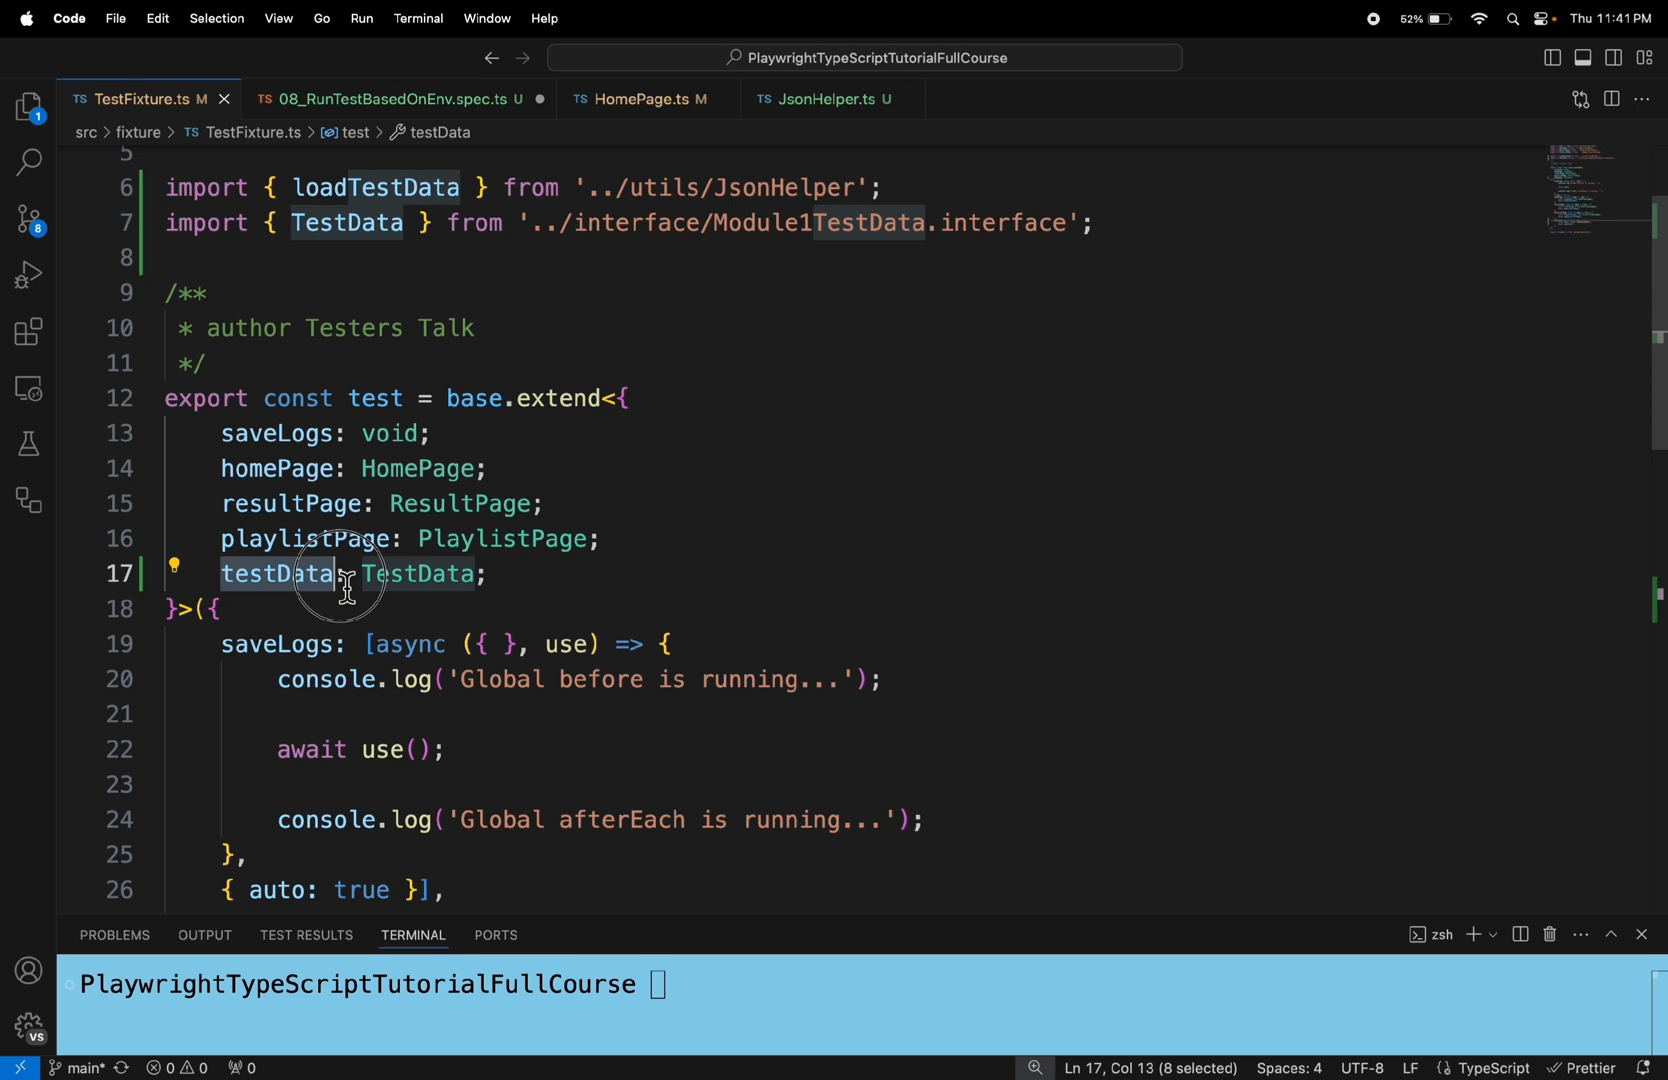 Code File Edit Selection View Go Run Terminal Window Help 52% Thu 11:41 PM
PlaywrightTypeScriptTutorialFullCourse
TS TestFixture.ts M TS 08_RunTestBasedOnEnv.spec.ts U TS HomePage.ts M TS JsonHelper.ts U
src > fixture > TS TestFixture.ts > test > testData
5
6 import { loadTestData } from '../utils/JsonHelper';
7 import { TestData } from '../interface/Module1TestData.interface';
8
9 /**
10 * author Testers Talk
11 */
12 export const test = base.extend<{
13 saveLogs: void;
14 homePage: HomePage;
15 resultPage: ResultPage;
16 playlistPage: PlaylistPage;
17 testData: TestData;
18 }>({
19 saveLogs: [async ({ }, use) => {
20 console.log('Global before is running...');
21
22 await use();
23
24 console.log('Global afterEach is running...');
25 },
26 { auto: true }],
1
8
VS
PROBLEMS OUTPUT TEST RESULTS TERMINAL PORTS zsh
PlaywrightTypeScriptTutorialFullCourse
main* 0 0 0 Ln 17, Col 13 (8 selected) Spaces: 4 UTF-8 LF {} TypeScript Prettier